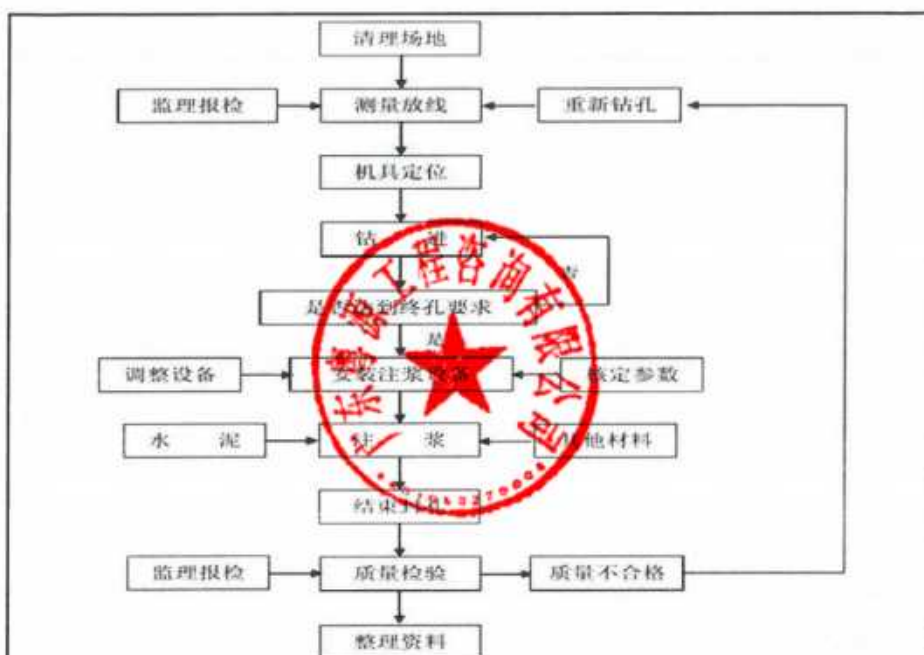 清理场地
监理报检
测量放线
重新钻孔
机具定位
钻 进
否
是否达到终孔要求
是
调整设备
安装注浆设备
核定参数
水 泥
注 浆
其他材料
结束封孔
监理报检
质量检验
质量不合格
整理资料
工程咨询有限公司